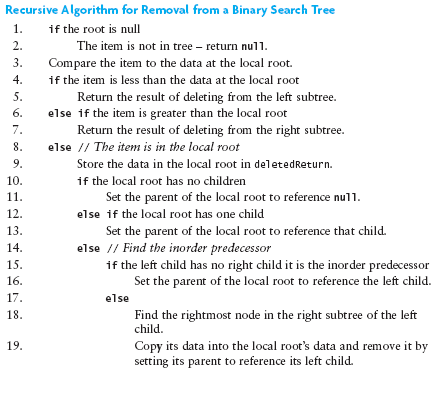 Recursive Algorithm for Removal from a Binary Search Tree
1. if the root is null
2. The item is not in tree – return null.
3. Compare the item to the data at the local root.
4. if the item is less than the data at the local root
5. Return the result of deleting from the left subtree.
6. else if the item is greater than the local root
7. Return the result of deleting from the right subtree.
8. else // The item is in the local root
9. Store the data in the local root in deletedReturn.
10. if the local root has no children
11. Set the parent of the local root to reference null.
12. else if the local root has one child
13. Set the parent of the local root to reference that child.
14. else // Find the inorder predecessor
15. if the left child has no right child it is the inorder predecessor
16. Set the parent of the local root to reference the left child.
17. else
18. Find the rightmost node in the right subtree of the left
child.
19. Copy its data into the local root's data and remove it by
setting its parent to reference its left child.